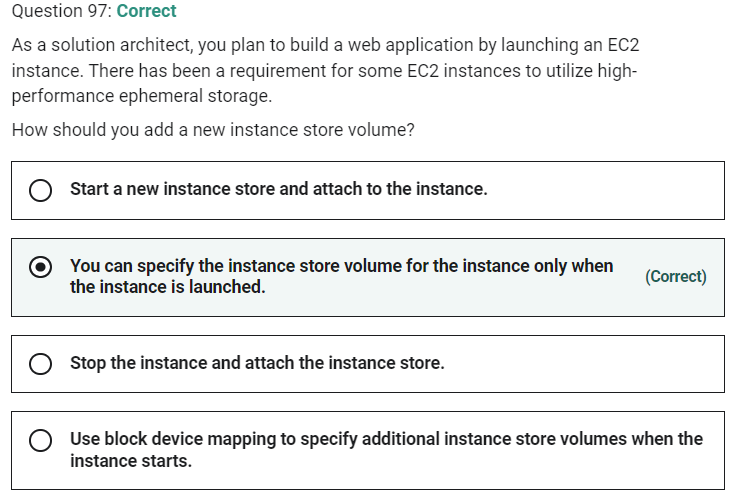 Question 97: Correct
As a solution architect, you plan to build a web application by launching an EC2
instance. There has been a requirement for some EC2 instances to utilize high-
performance ephemeral storage.
How should you add a new instance store volume?
Start a new instance store and attach to the instance.
You can specify the instance store volume for the instance only when
the instance is launched.
(Correct)
Stop the instance and attach the instance store.
Use block device mapping to specify additional instance store volumes when the
instance starts.